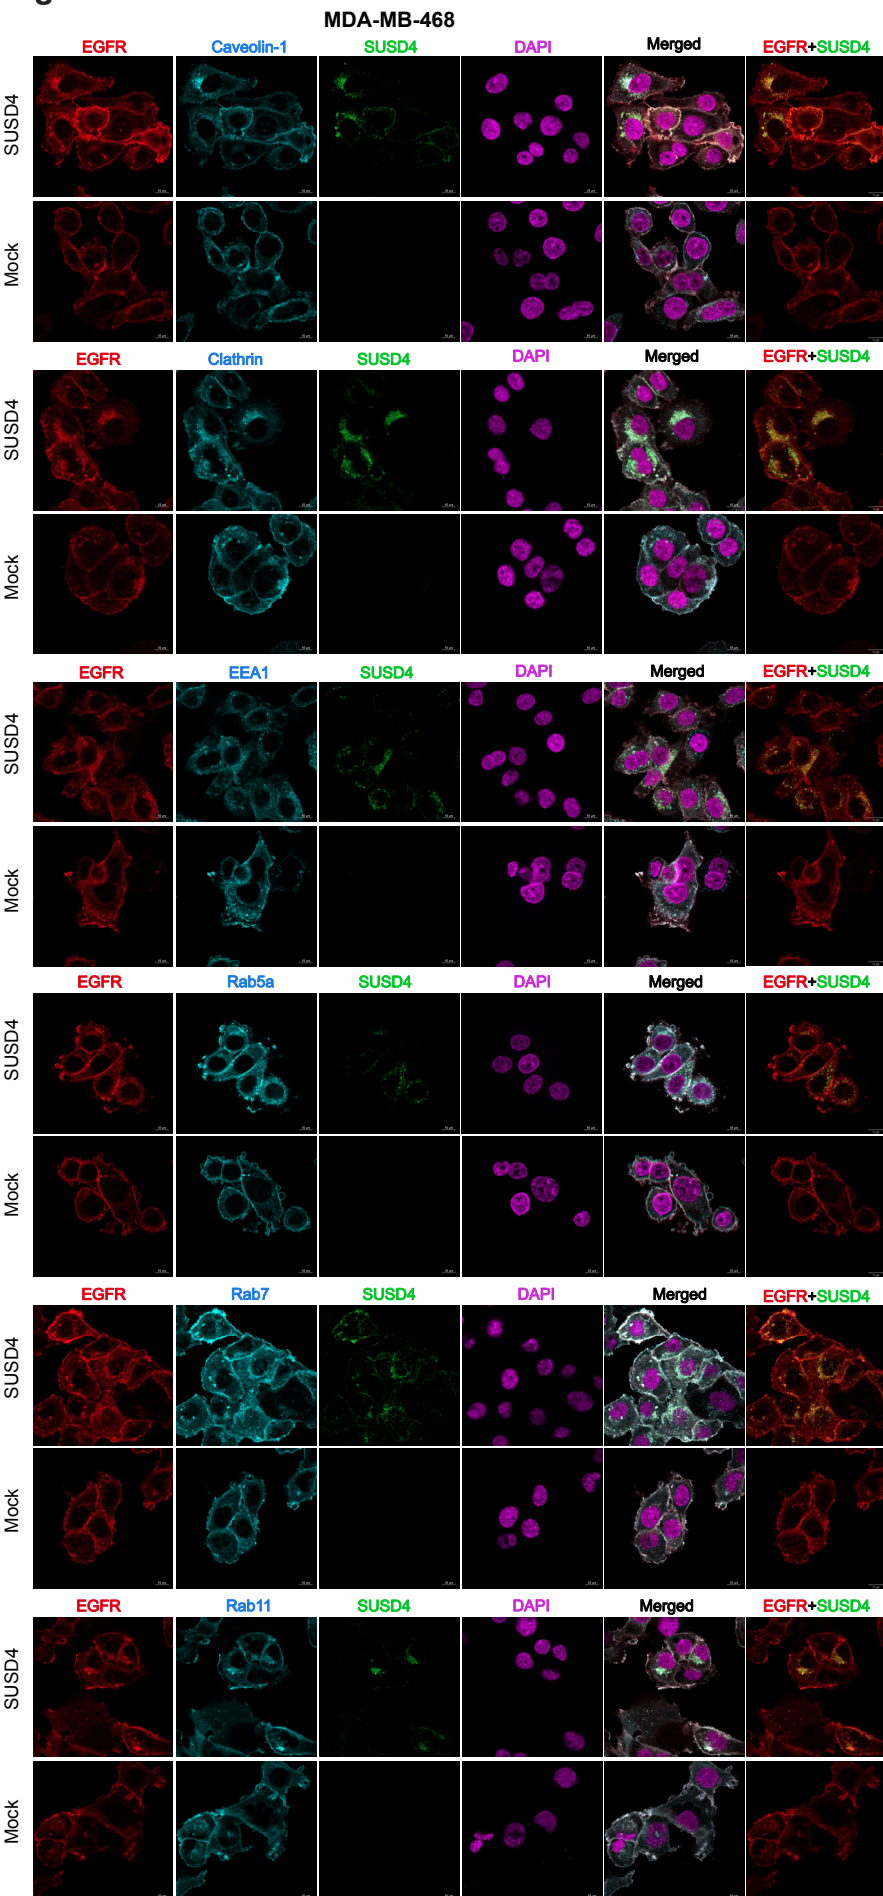 MDA-MB-468
EGFR Caveolin-1 SUSD4 DAPI Merged EGFR+SUSD4
SUSD4
Mock
EGFR Clathrin SUSD4 DAPI Merged EGFR+SUSD4
SUSD4
Mock
EGFR EEA1 SUSD4 DAPI Merged EGFR+SUSD4
SUSD4
Mock
EGFR Rab5a SUSD4 DAPI Merged EGFR+SUSD4
SUSD4
Mock
EGFR Rab7 SUSD4 DAPI Merged EGFR+SUSD4
SUSD4
Mock
EGFR Rab11 SUSD4 DAPI Merged EGFR+SUSD4
SUSD4
Mock